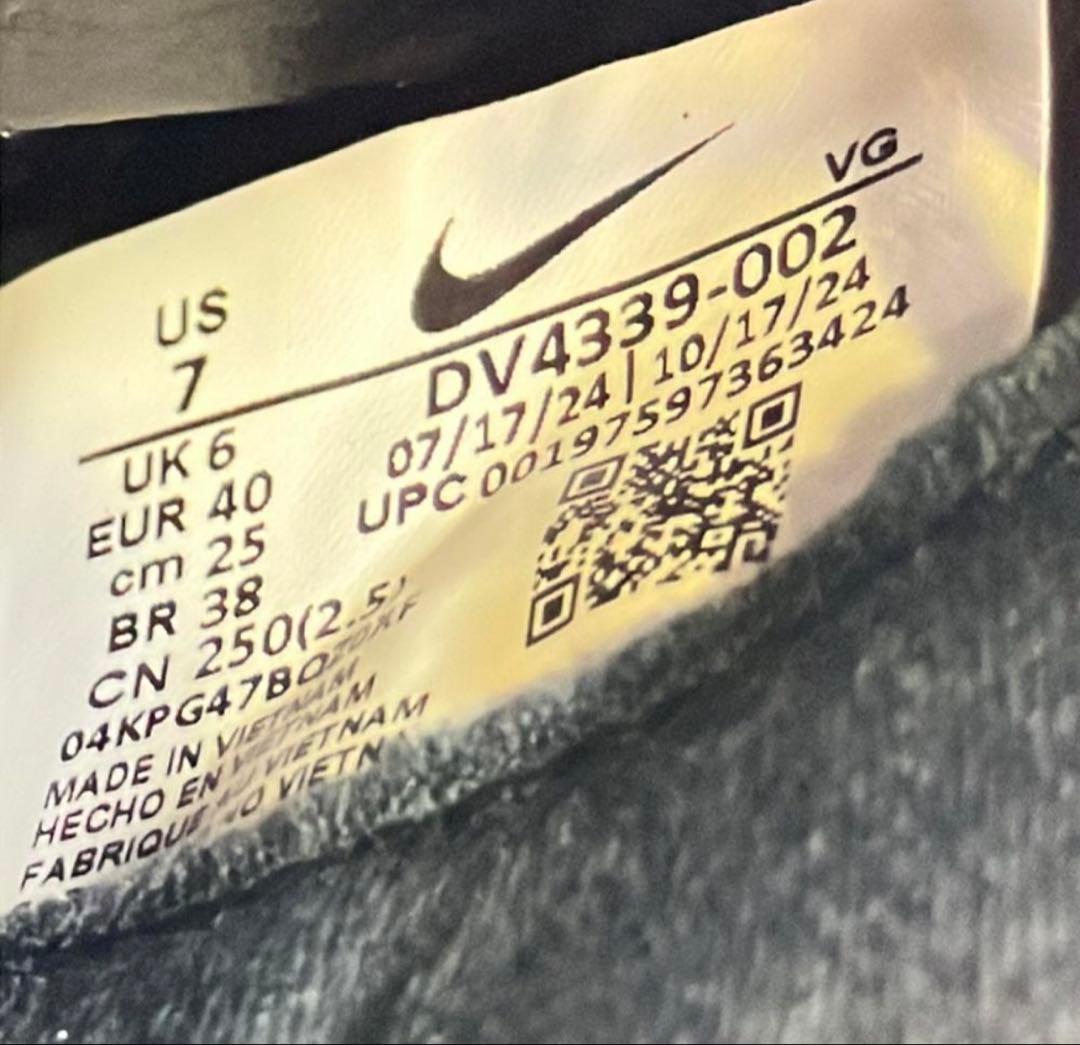 VG
US
7
DV4339-002
07/17/24 | 10/17/24
UPC 00197597363424
UK 6
EUR 40
cm 25
BR 38
CN 250(2.5)
MADE IN VIETNAM
HECHO EN VIETNAM